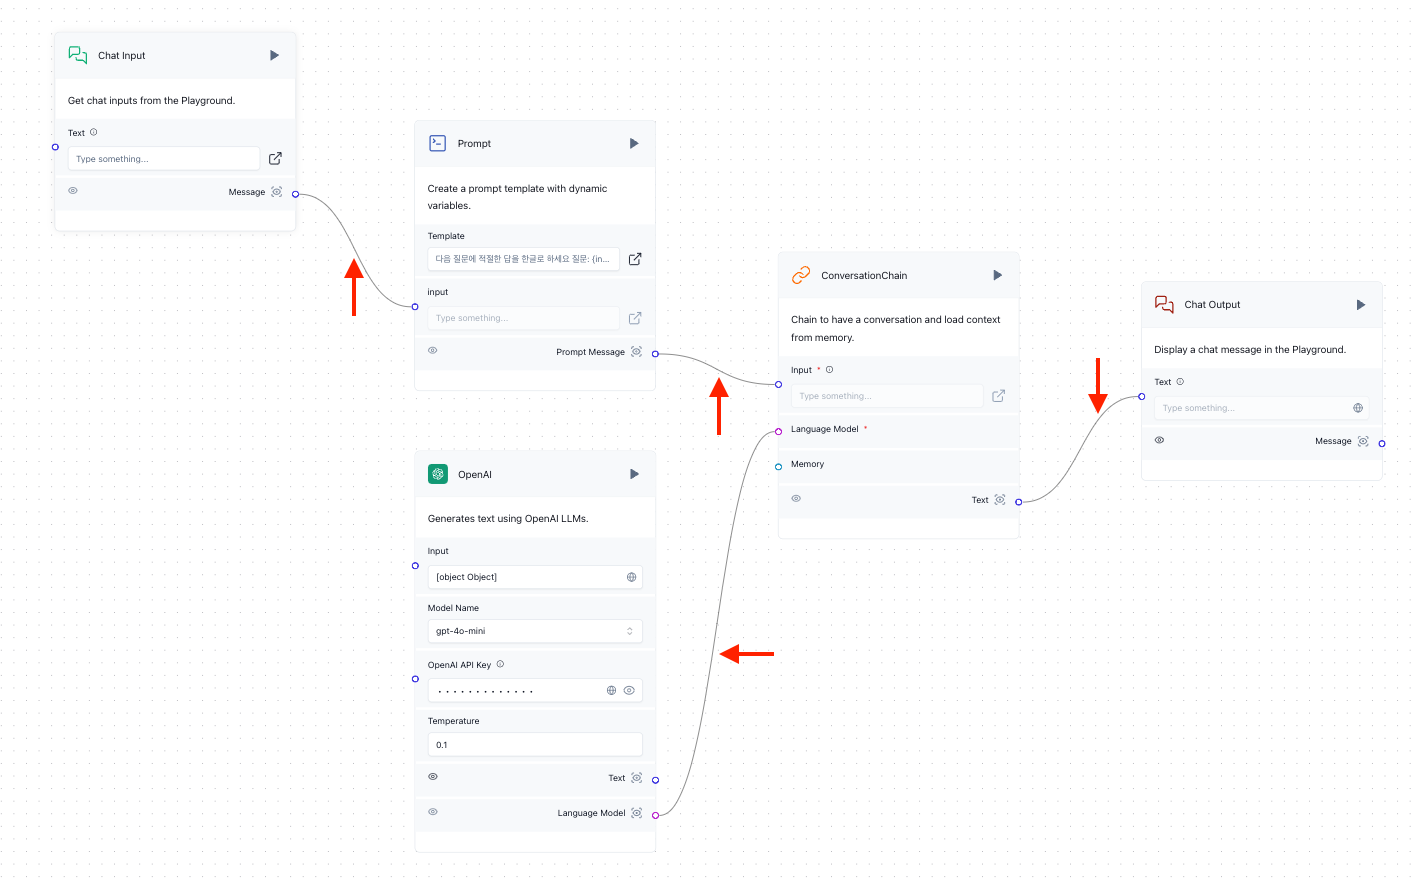 Chat Input
Get chat inputs from the Playground.
Text
Type something...
Message
Prompt
Create a prompt template with dynamic
variables.
Template
다음 질문에 적절한 답을 한글로 하세요 질문: {in...
input
Type something...
Prompt Message
OpenAI
Generates text using OpenAI LLMs.
Input
[object Object]
Model Name
gpt-4o-mini
OpenAI API Key
• • • • • • • • • • • • •
Temperature
0.1
Text
Language Model
ConversationChain
Chain to have a conversation and load context
from memory.
Input *
Type something...
Language Model *
Memory
Text
Chat Output
Display a chat message in the Playground.
Text
Type something...
Message